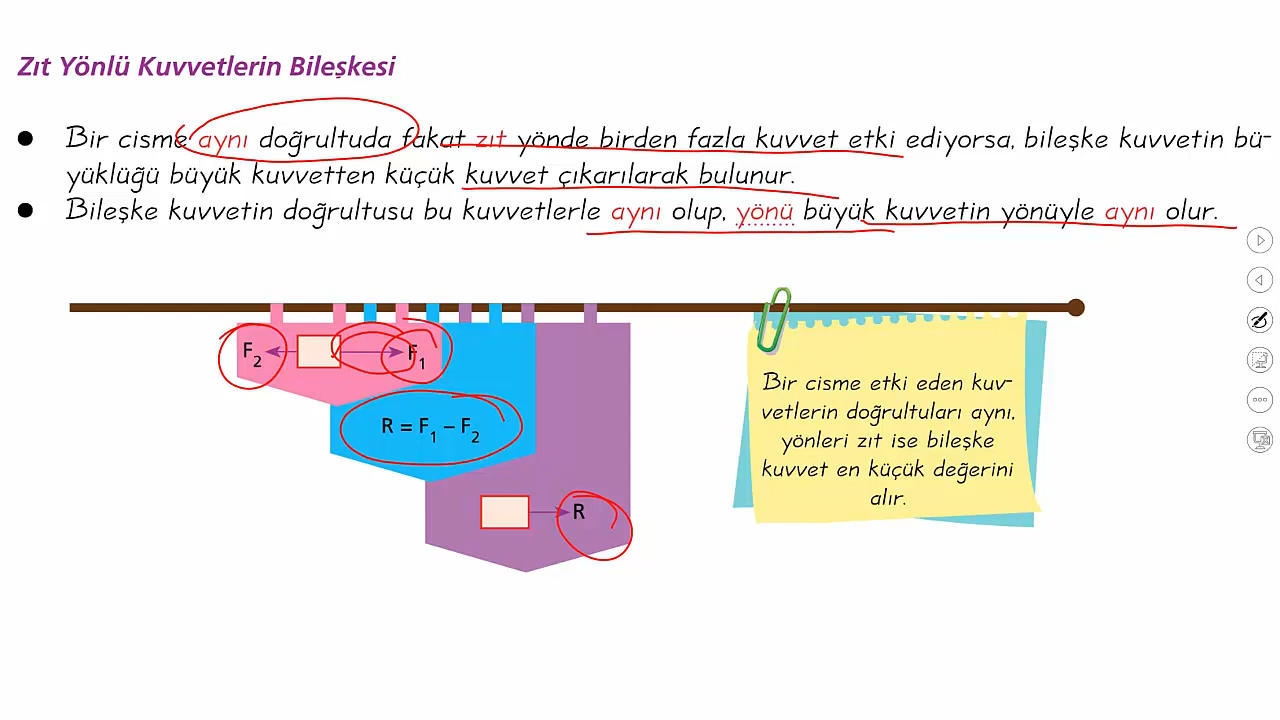 Zıt Yönlü Kuvvetlerin Bileşkesi
● Bir cisme aynı doğrultuda fakat zıt yönde birden fazla kuvvet etki ediyorsa, bileşke kuvvetin bü-
yüklüğü büyük kuvvetten küçük kuvvet çıkarılarak bulunur.
● Bileşke kuvvetin doğrultusu bu kuvvetlerle aynı olup, yönü büyük kuvvetin yönüyle aynı olur.
F₂ F₁
R = F₁ – F₂
R
Bir cisme etki eden kuv-
vetlerin doğrultuları aynı,
yönleri zıt ise bileşke
kuvvet en küçük değerini
alır.